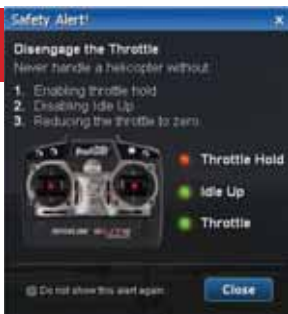 Safety Alert!
Disengage the Throttle
Never handle a helicopter without
1. Enabling throttle hold
2. Disabling Idle Up
3. Reducing the throttle to zero.
Throttle Hold
Idle Up
Throttle
Do not show this alert again
Close